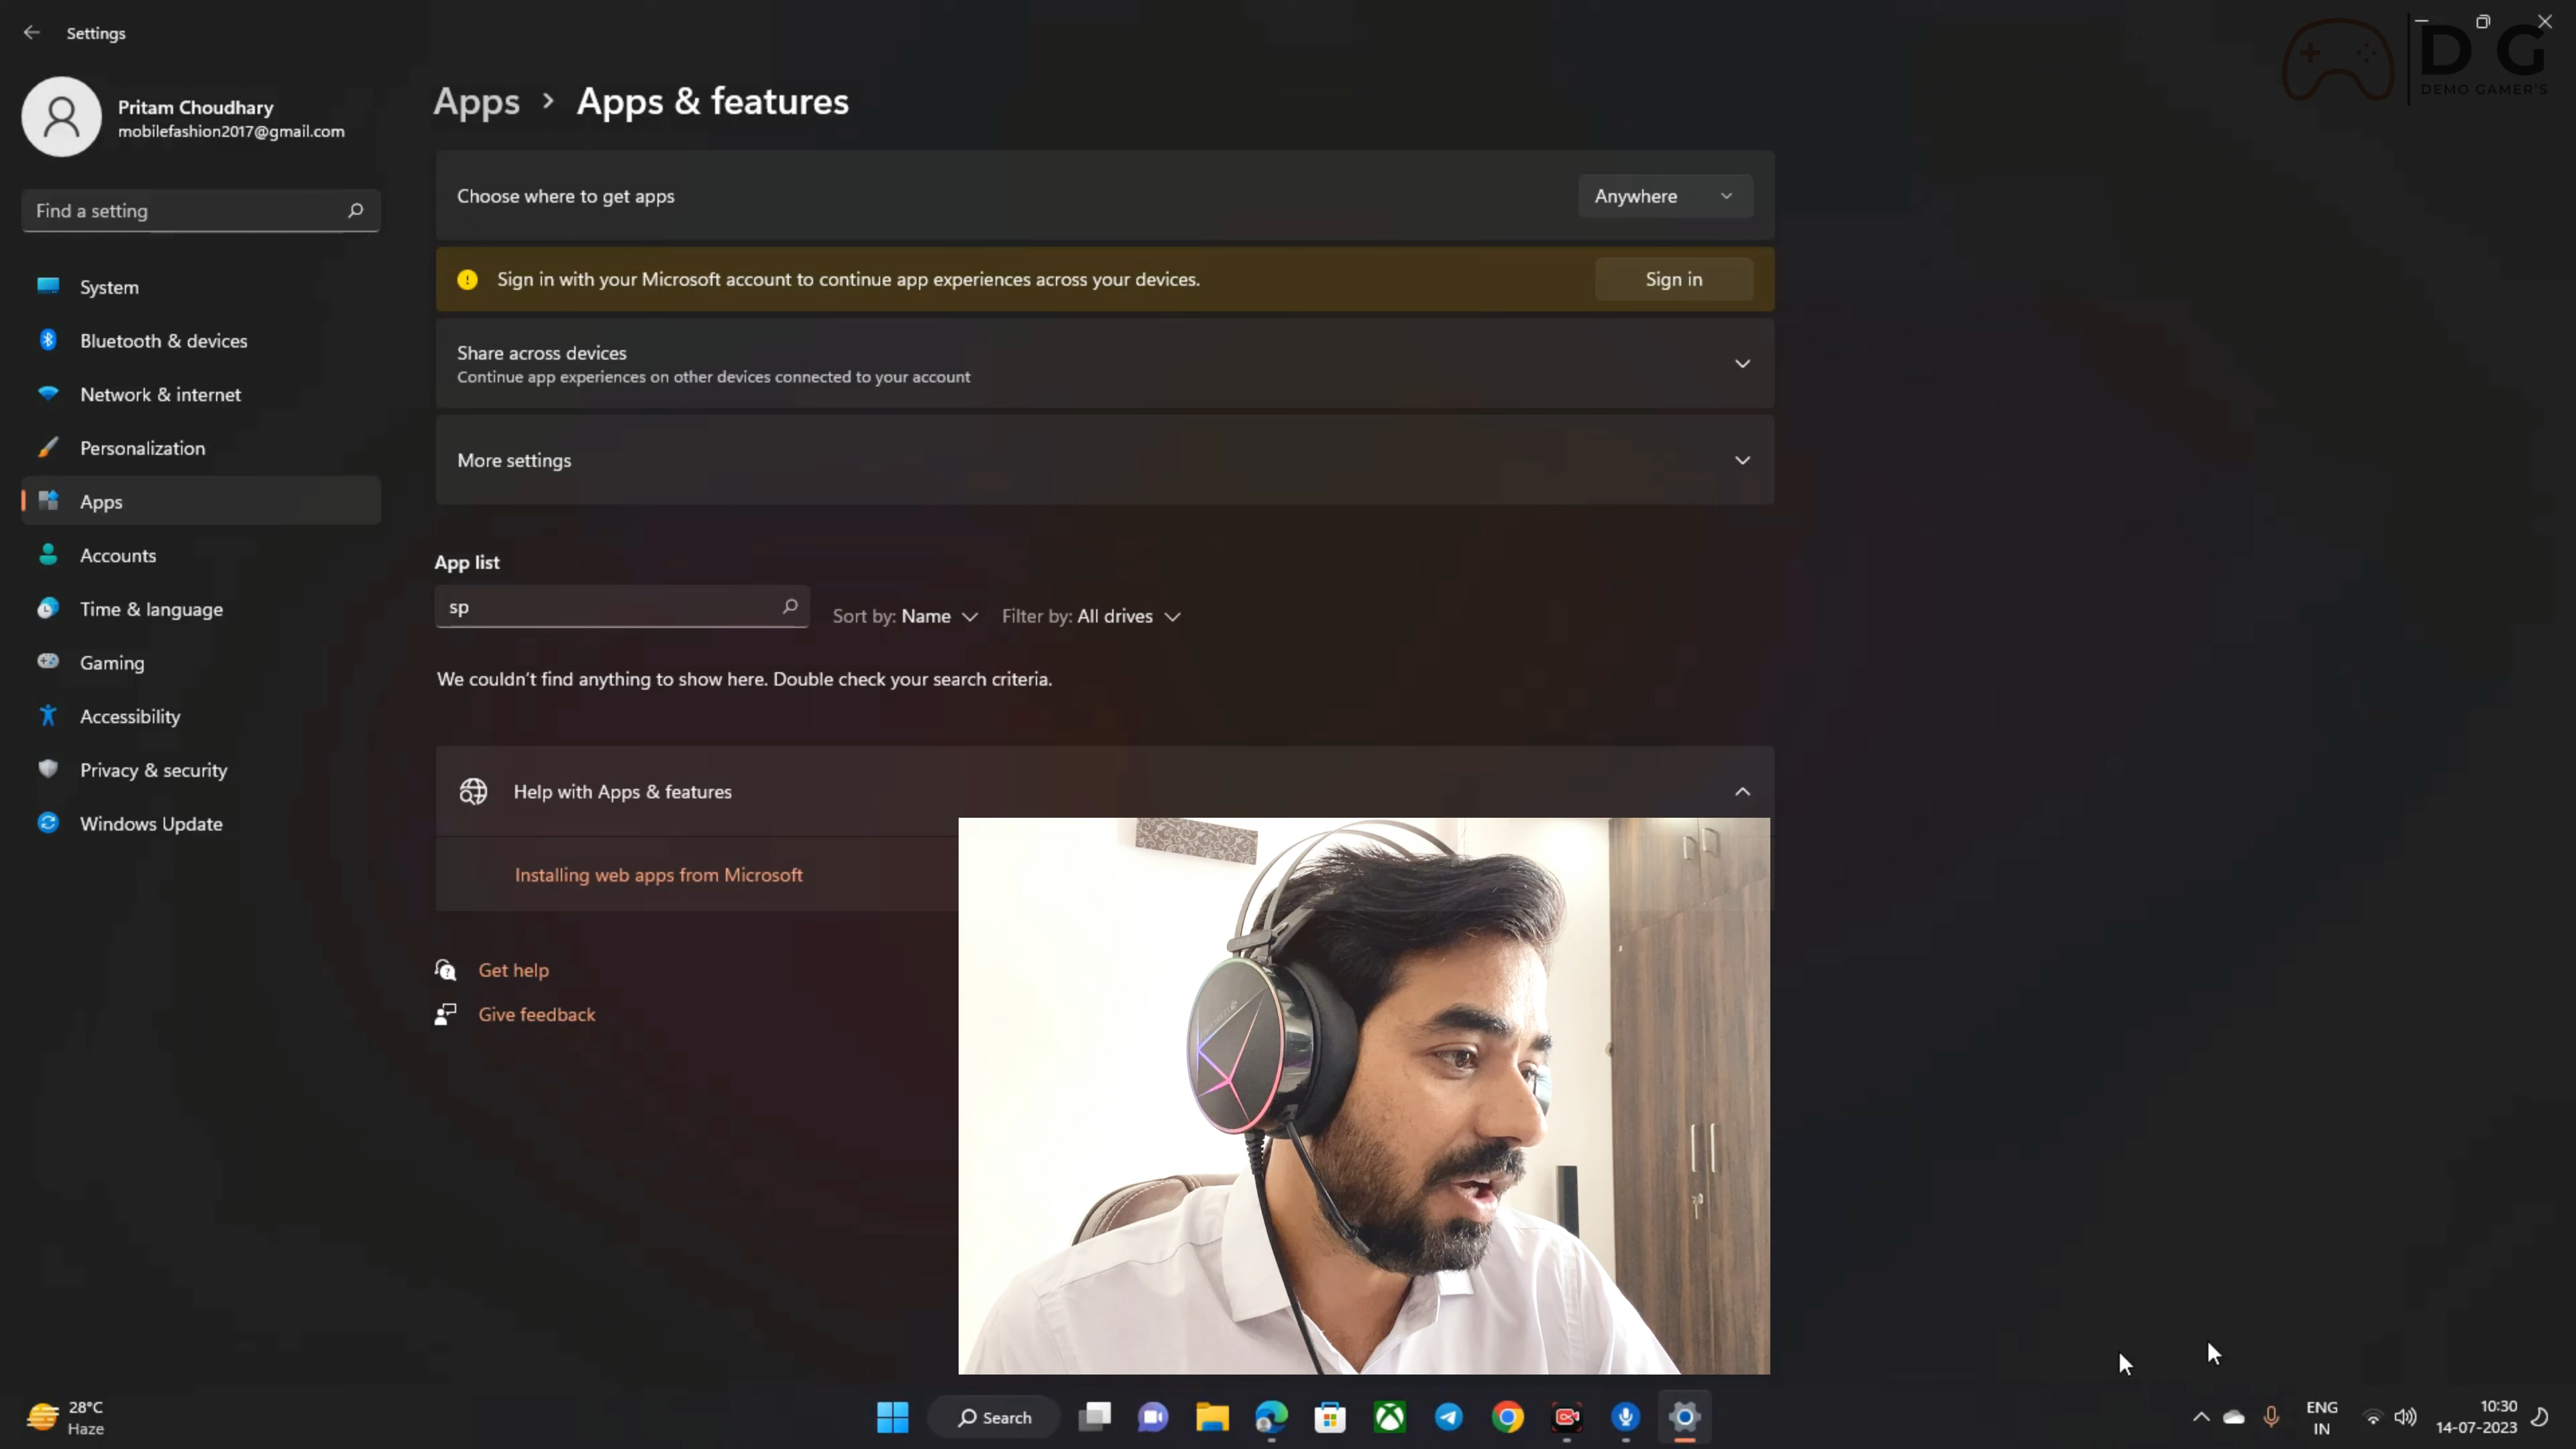 Settings
D G
DEMO GAMER'S
Pritam Choudhary
mobilefashion2017@gmail.com
Find a setting
System
Bluetooth & devices
Network & internet
Personalization
Apps
Accounts
Time & language
Gaming
Accessibility
Privacy & security
Windows Update
Apps > Apps & features
Choose where to get apps
Anywhere
Sign in with your Microsoft account to continue app experiences across your devices.
Sign in
Share across devices
Continue app experiences on other devices connected to your account
More settings
App list
sp
Sort by: Name
Filter by: All drives
We couldn't find anything to show here. Double check your search criteria.
Help with Apps & features
Installing web apps from Microsoft
Get help
Give feedback
28°C
Haze
Search
ENG
IN
10:30
14-07-2023